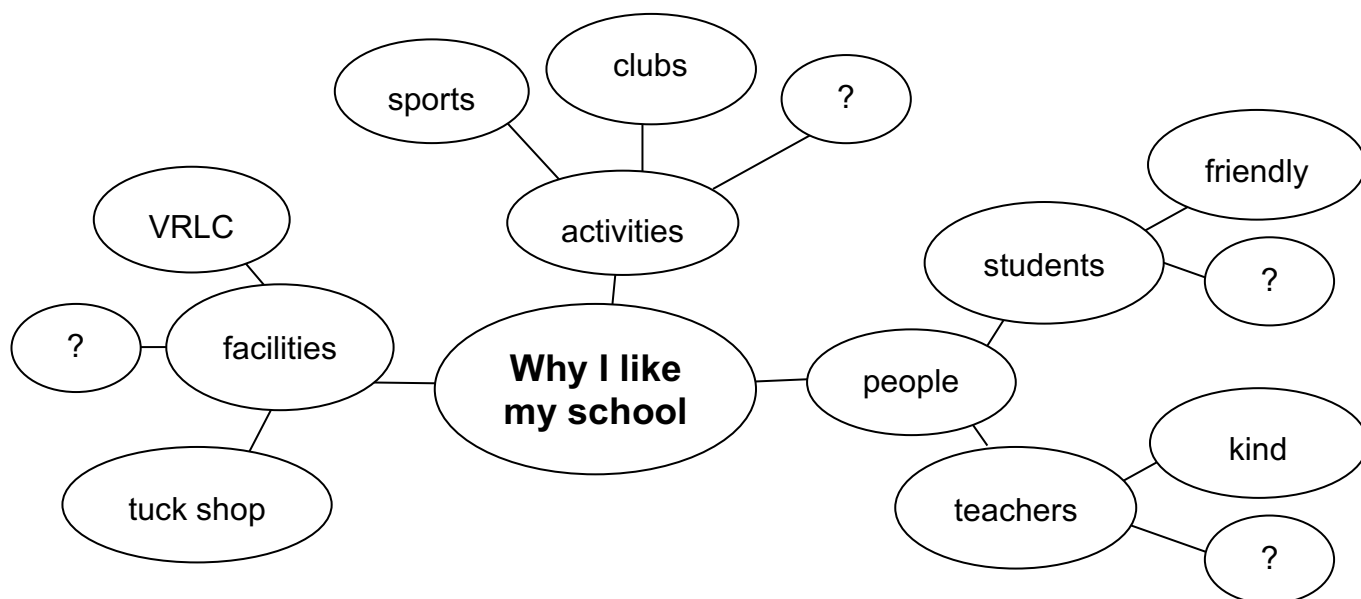 clubs
sports
?
friendly
VRLC
activities
students
?
?
facilities
Why I like
my school
people
kind
tuck shop
teachers
?